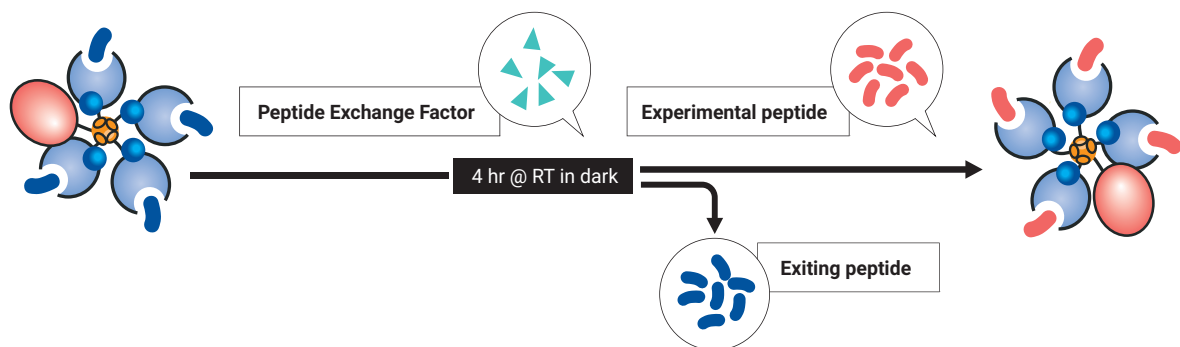 Peptide Exchange Factor
Experimental peptide
4 hr @ RT in dark
Exiting peptide